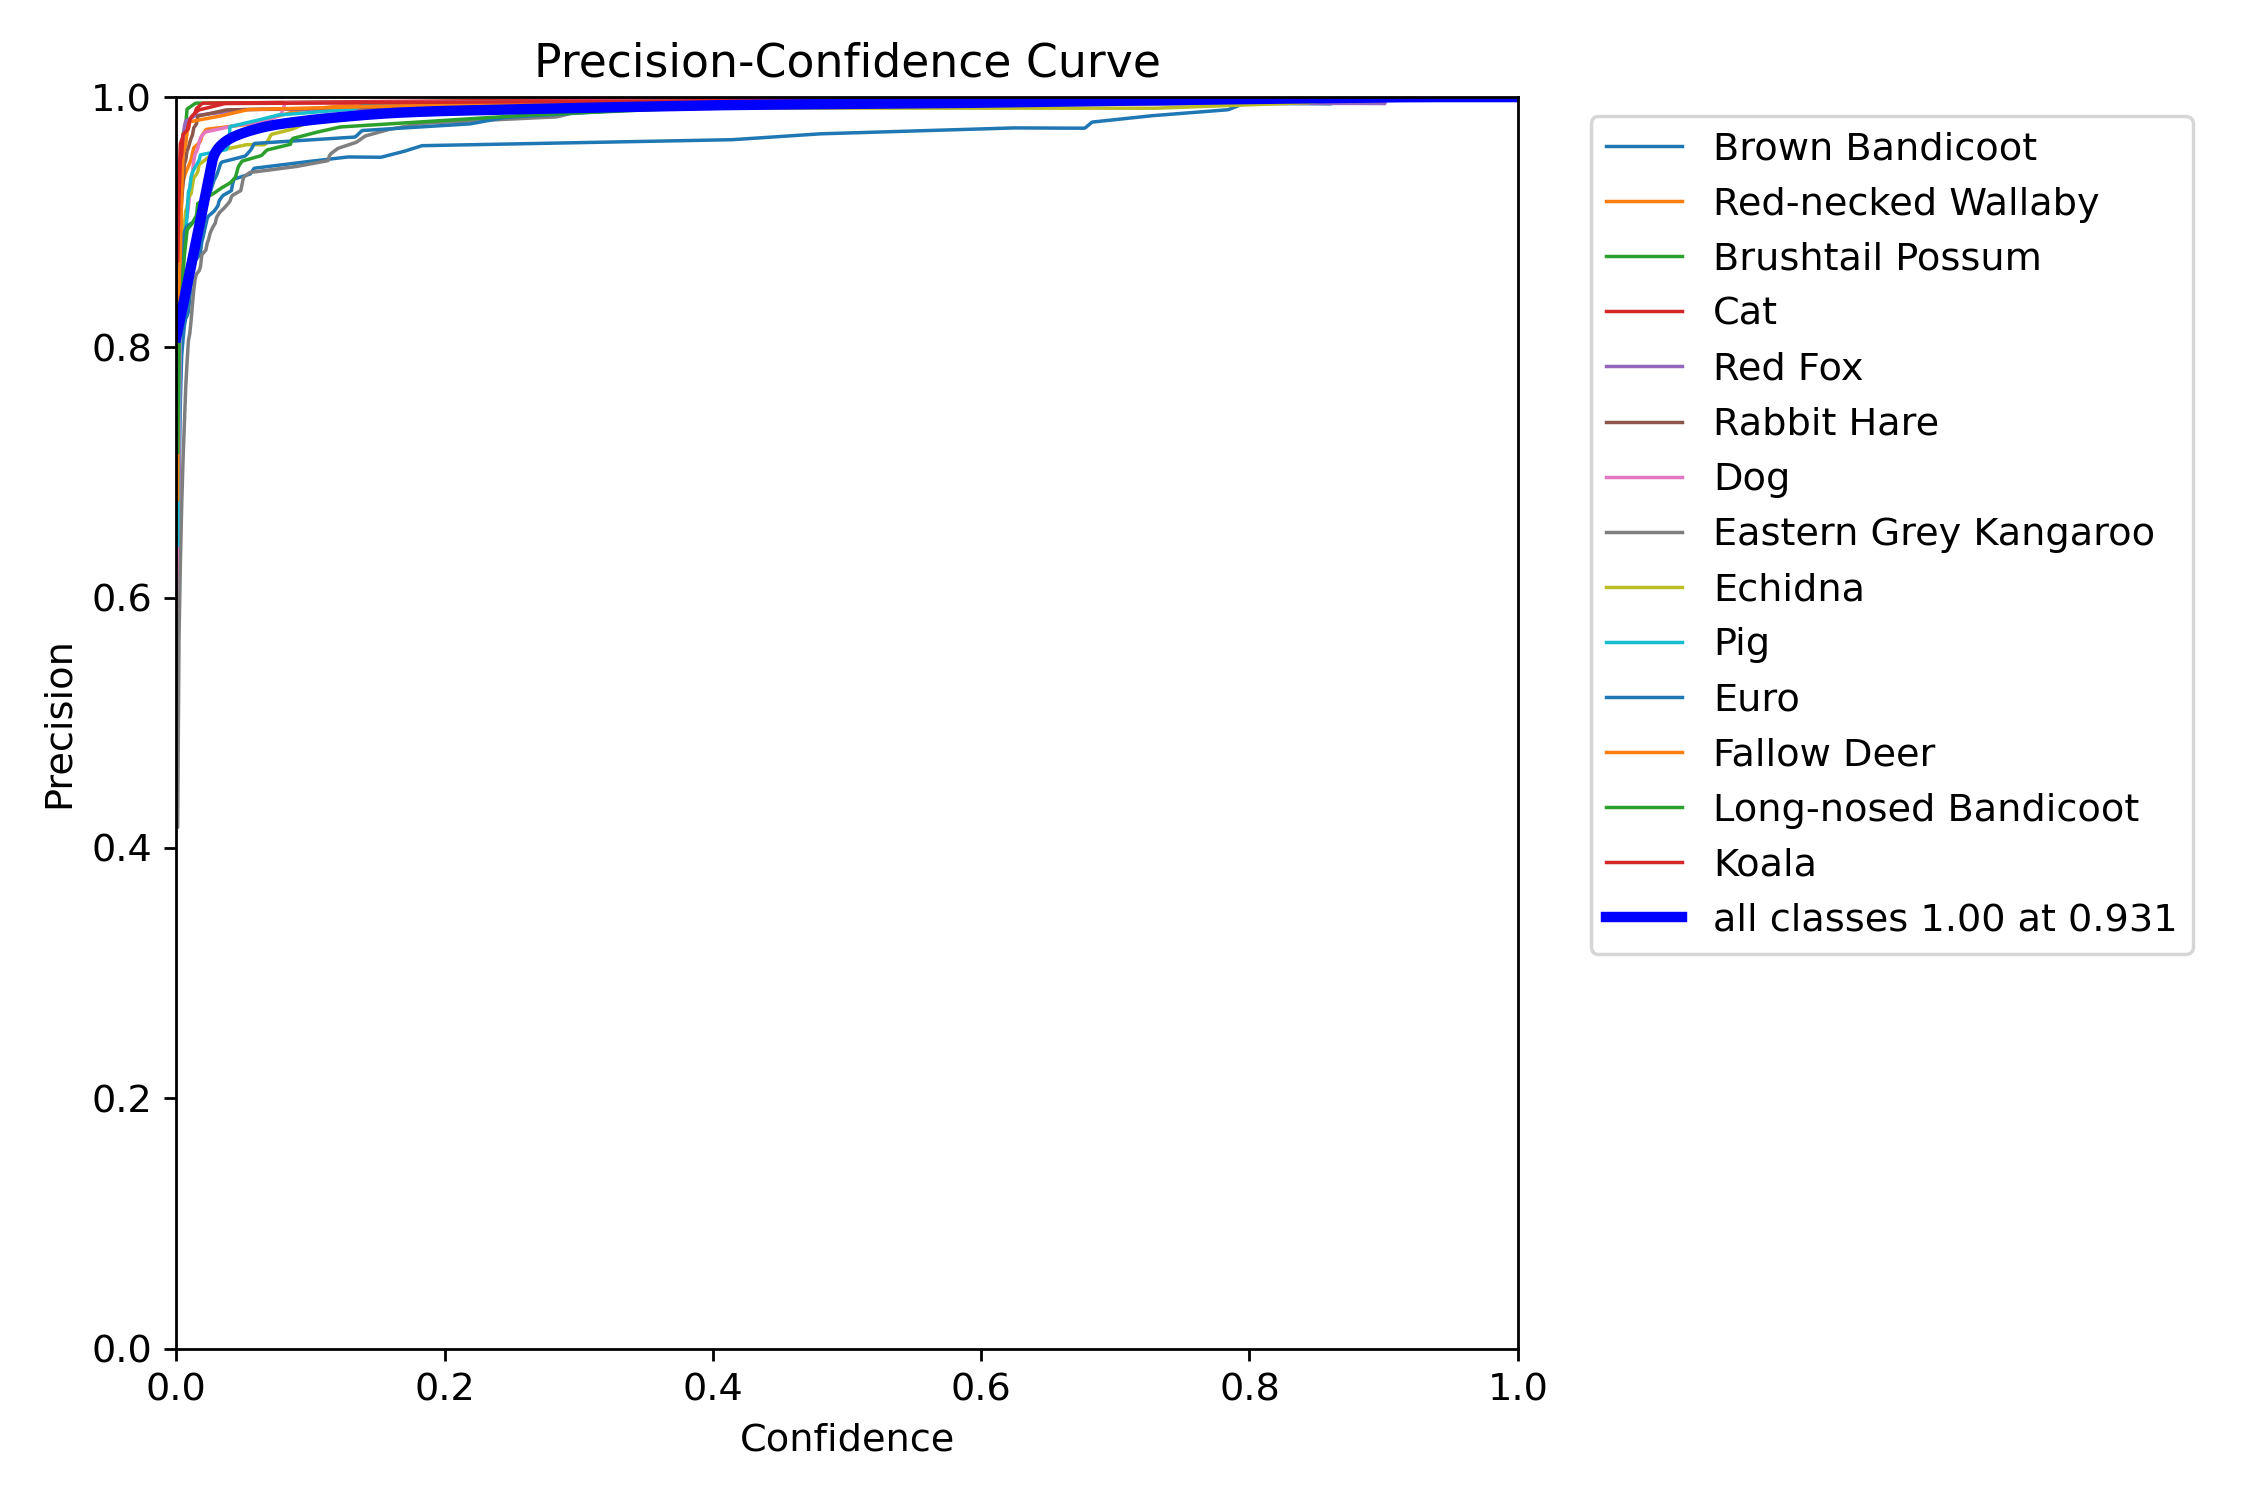 Precision-Confidence Curve
1.0
0.8
0.6
0.4
0.2
0.0
Precision
0.0 0.2 0.4 0.6 0.8 1.0
Confidence
Brown Bandicoot
Red-necked Wallaby
Brushtail Possum
Cat
Red Fox
Rabbit Hare
Dog
Eastern Grey Kangaroo
Echidna
Pig
Euro
Fallow Deer
Long-nosed Bandicoot
Koala
all classes 1.00 at 0.931